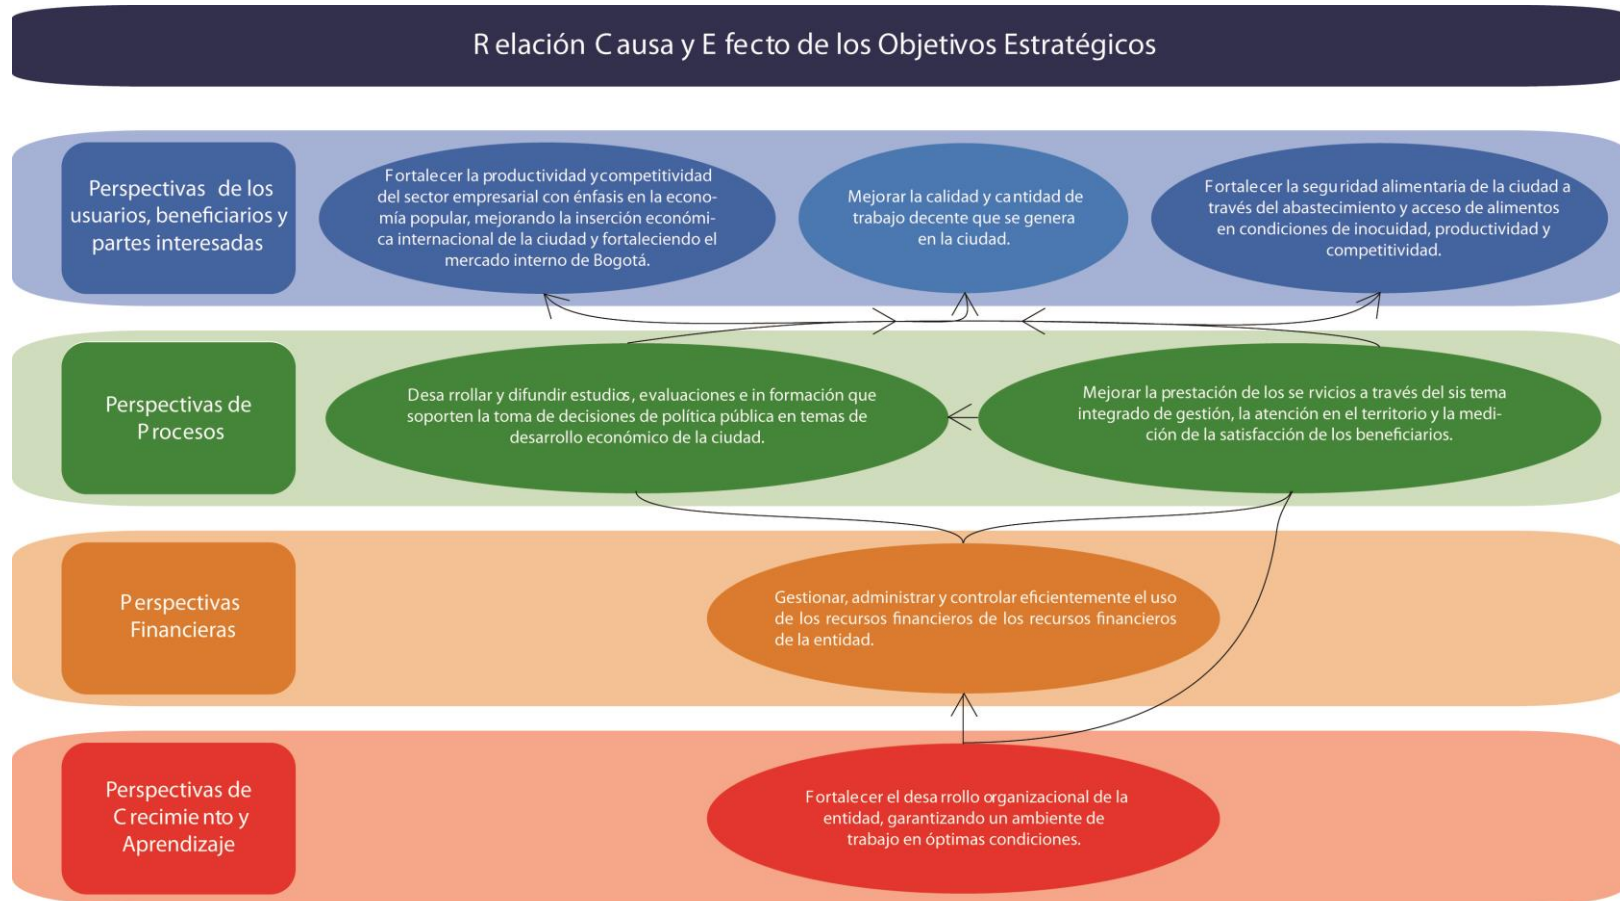 Relación Causa y Efecto de los Objetivos Estratégicos
Perspectivas de los
usuarios, beneficiarios y
partes interesadas
Fortalecer la productividad ycompetitividad
del sector empresarial con énfasis en la econo-
mía popular, mejorando la inserción económi-
ca internacional de la ciudad y fortaleciendo el
mercado interno de Bogotá.
Mejorar la calidad y cantidad de
trabajo decente que se genera
en la ciudad.
Fortalecer la seguridad alimentaria de la ciudad a
través del abastecimiento y acceso de alimentos
en condiciones de inocuidad, productividad y
competitividad.
Perspectivas de
Procesos
Desarrollar y difundir estudios, evaluaciones e información que
soporten la toma de decisiones de política pública en temas de
desarrollo económico de la ciudad.
Mejorar la prestación de los servicios a través del sistema
integrado de gestión, la atención en el territorio y la medi-
ción de la satisfacción de los beneficiarios.
Perspectivas
Financieras
Gestionar, administrar y controlar eficientemente el uso
de los recursos financieros de los recursos financieros
de la entidad.
Perspectivas de
Crecimiento y
Aprendizaje
Fortalecer el desarrollo organizacional de la
entidad, garantizando un ambiente de
trabajo en óptimas condiciones.